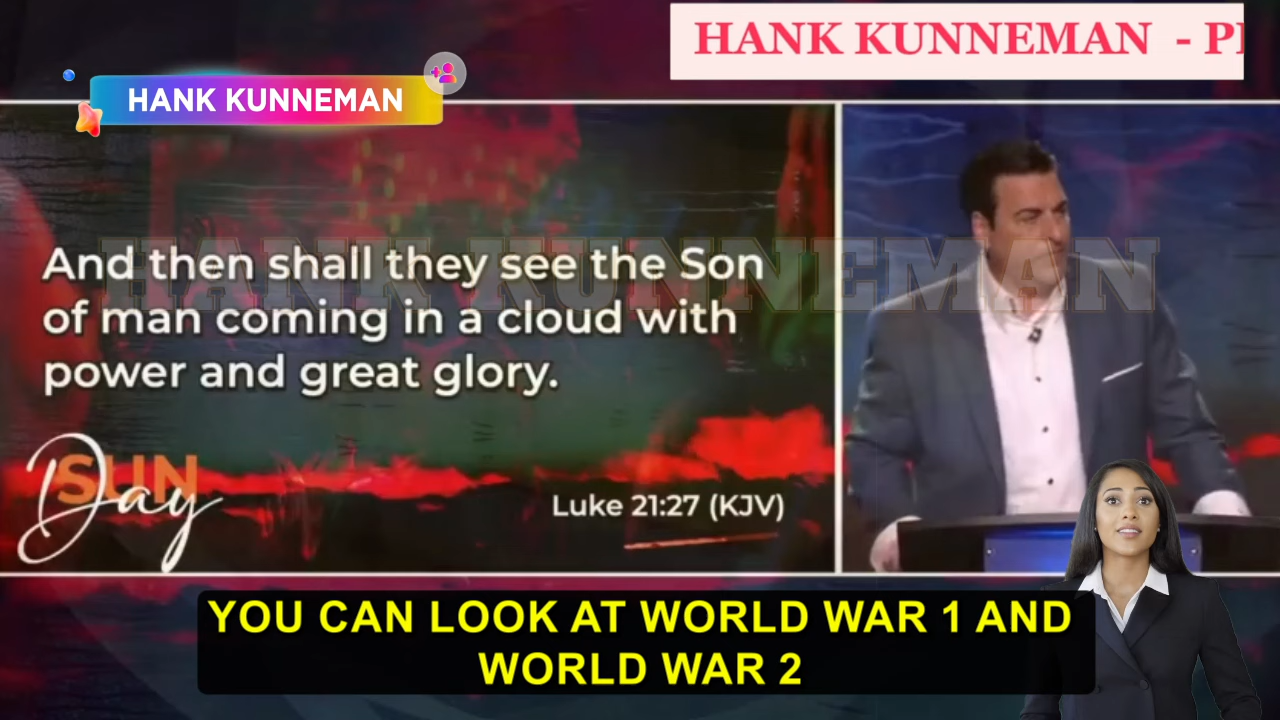 HANK KUNNEMAN - P
HANK KUNNEMAN
HANK KUNNEMAN
And then shall they see the Son
of man coming in a cloud with
power and great glory.
SUN
Day
Luke 21:27 (KJV)
YOU CAN LOOK AT WORLD WAR 1 AND
WORLD WAR 2